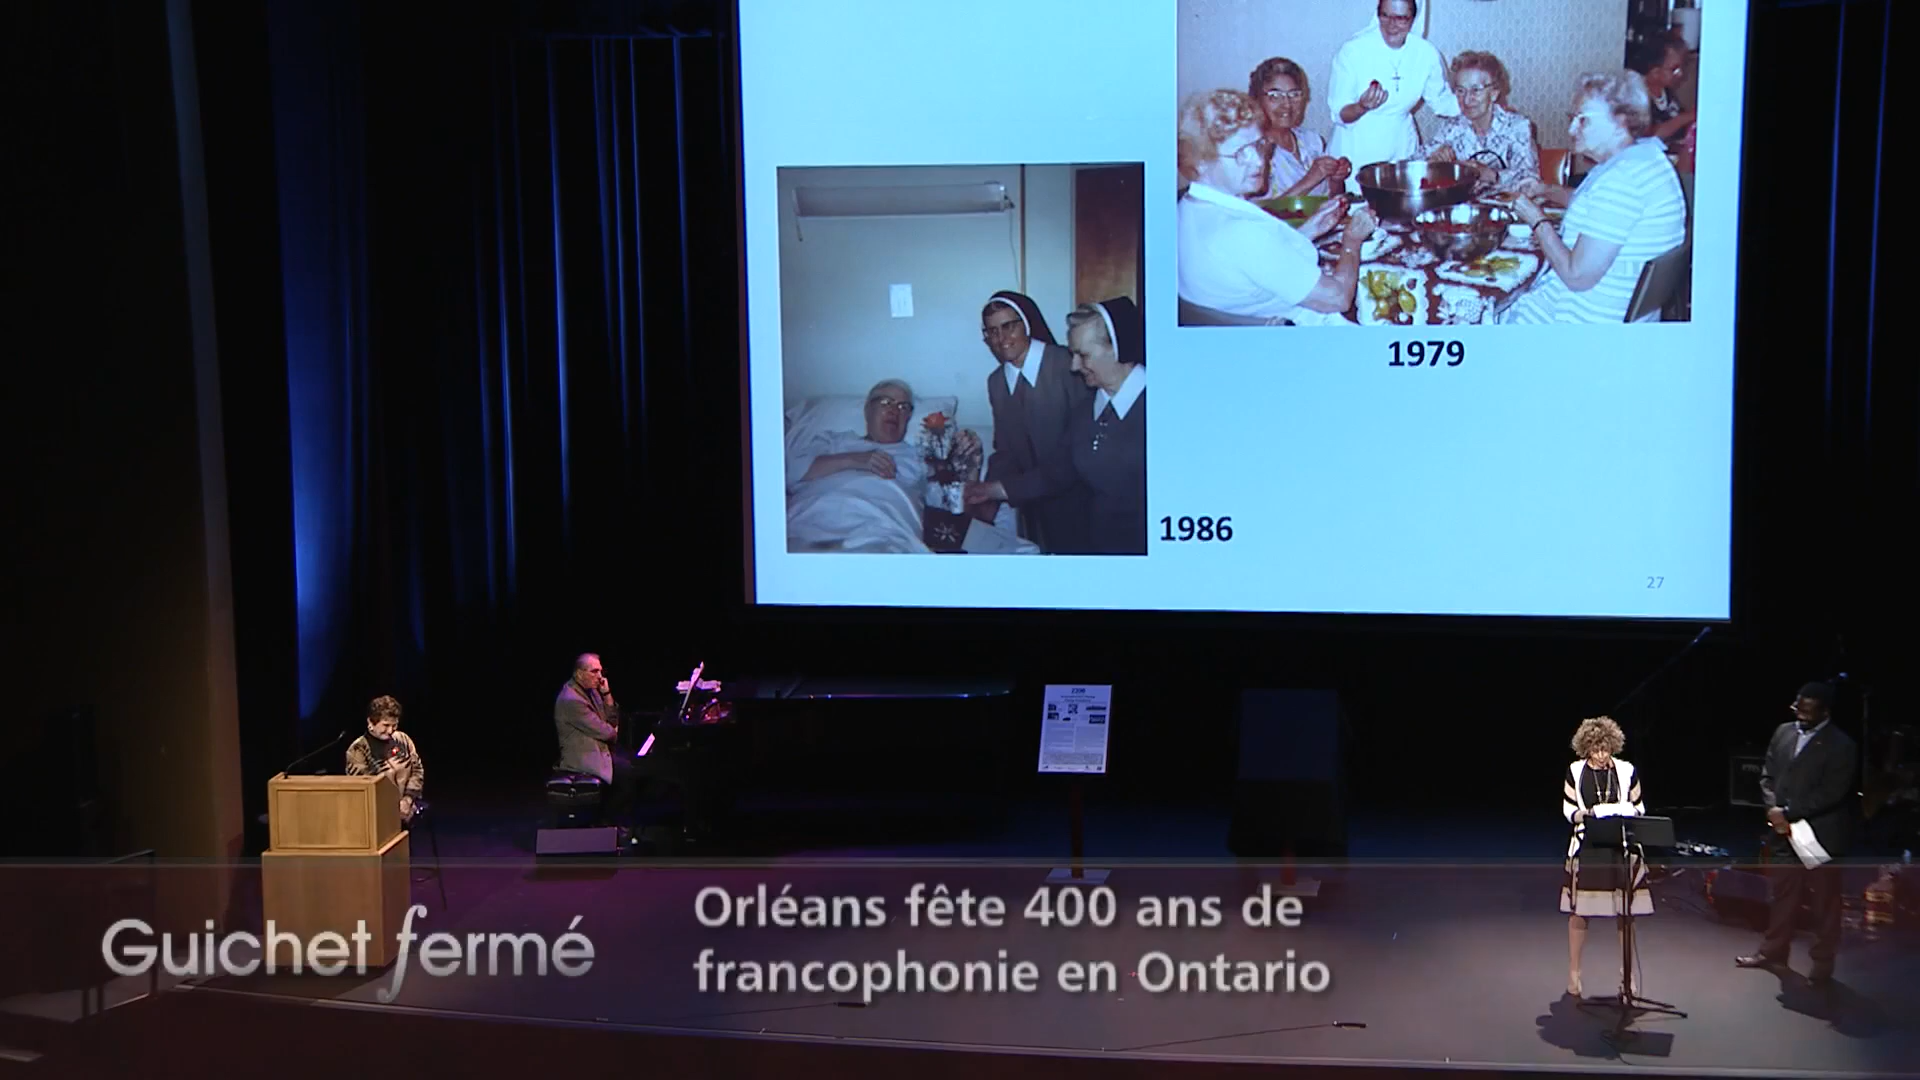 1979
1986
27
Guichet fermé
Orléans fête 400 ans de
francophonie en Ontario